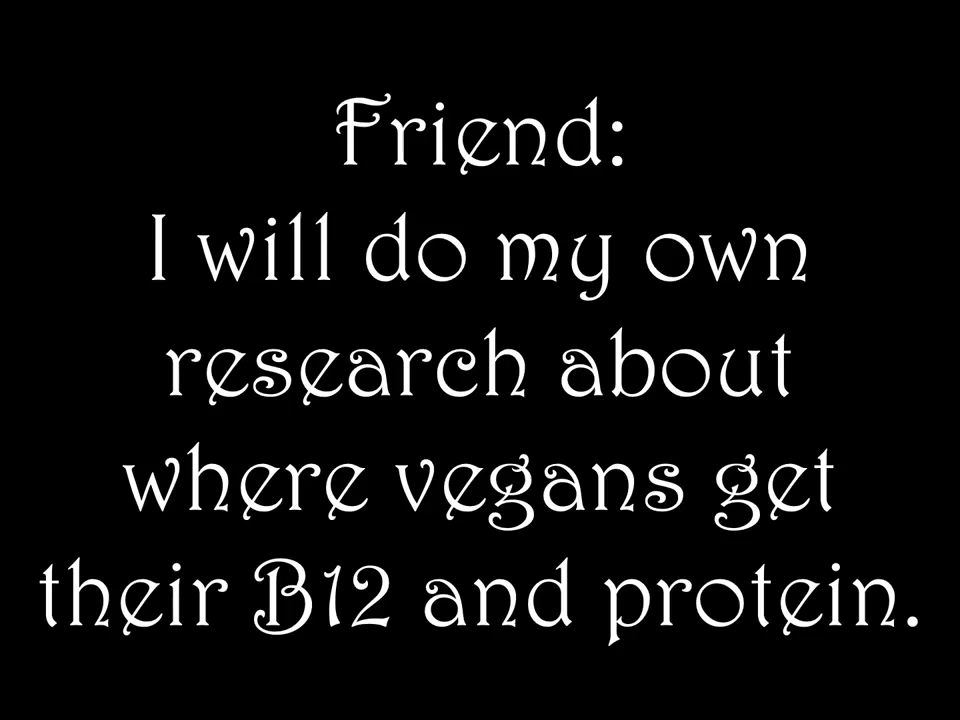 Friend:
I will do my own
research about
where vegans get
their B12 and protein.